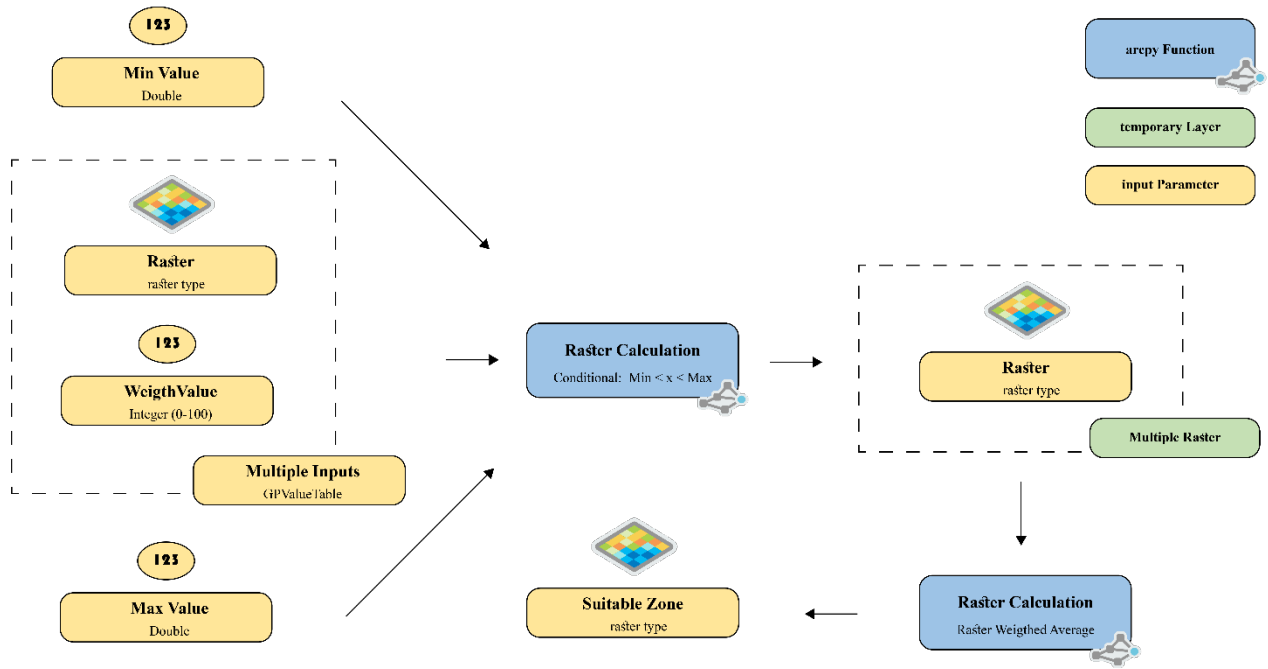 123
Min Value
Double
Raster
raster type
123
WeigthValue
Integer (0-100)
Multiple Inputs
GPValueTable
123
Max Value
Double
Raster Calculation
Conditional: Min < x < Max
Raster
raster type
Multiple Raster
Raster Calculation
Raster Weigthed Average
Suitable Zone
raster type
arcpy Function
temporary Layer
input Parameter